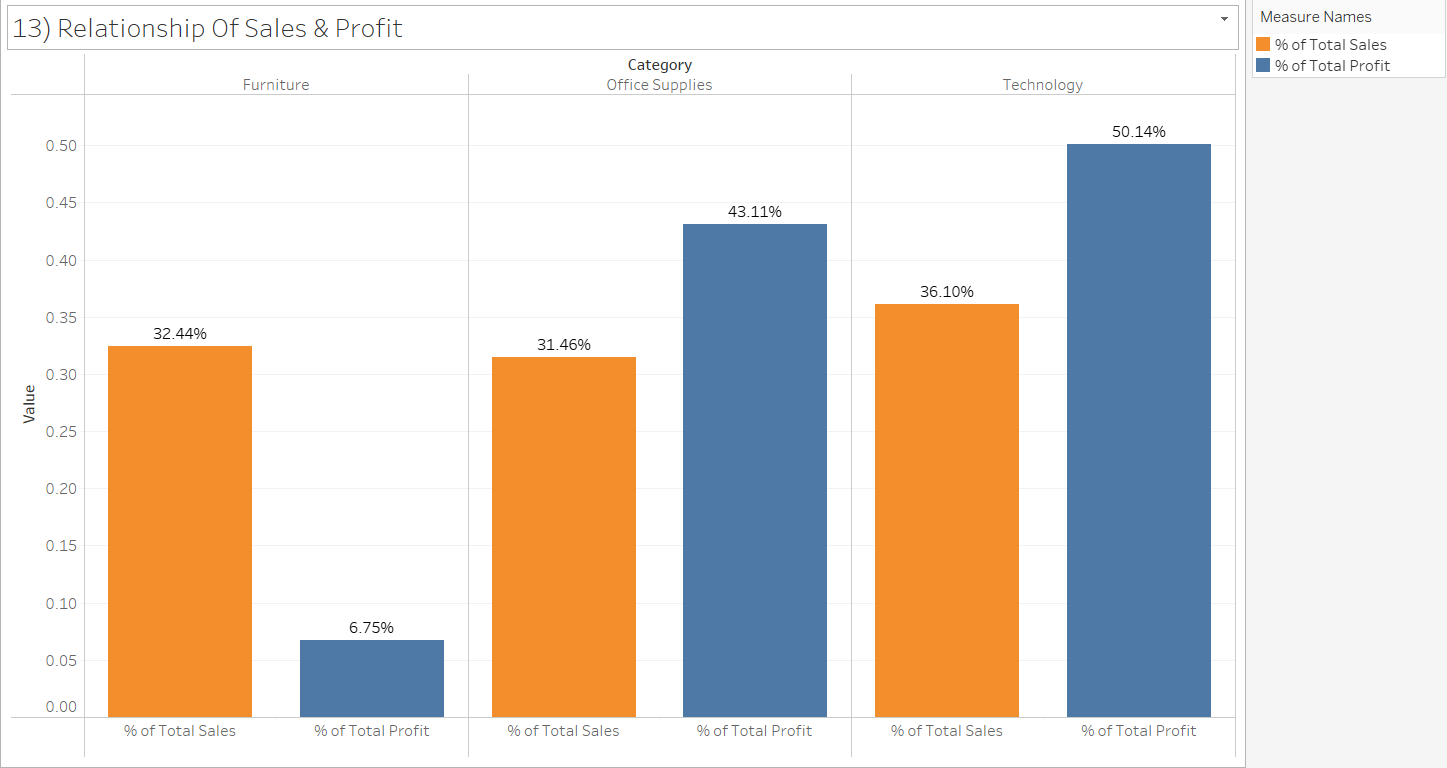 13) Relationship Of Sales & Profit
Measure Names
% of Total Sales
% of Total Profit
Category
Furniture Office Supplies Technology
Value
0.50
0.45
0.40
0.35
0.30
0.25
0.20
0.15
0.10
0.05
0.00
32.44%
6.75%
31.46%
43.11%
36.10%
50.14%
% of Total Sales % of Total Profit % of Total Sales % of Total Profit % of Total Sales % of Total Profit